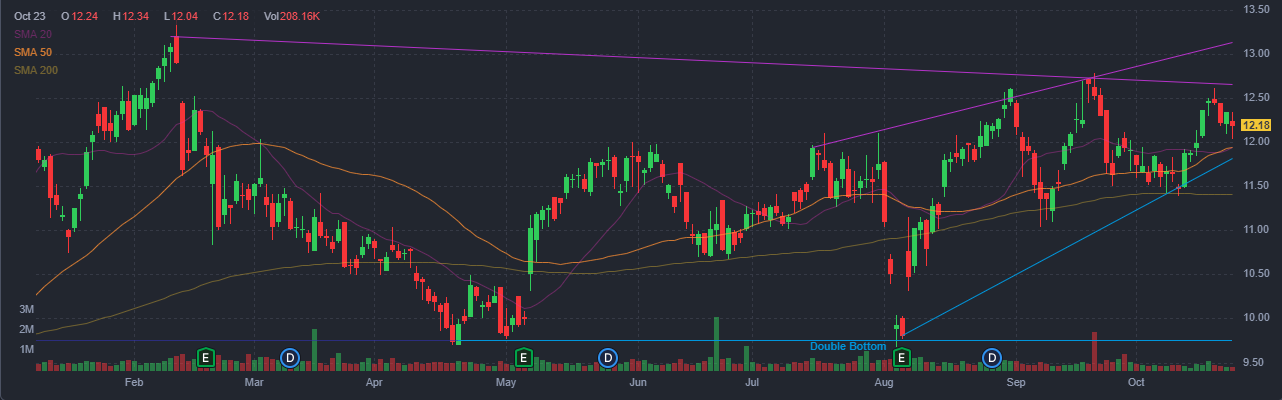 Oct 23 O 12.24 H 12.34 L 12.04 C 12.18 Vol 208.16K
SMA 20
SMA 50
SMA 200
13.50
13.00
12.50
12.18
12.00
11.50
11.00
10.50
10.00
9.50
3M
2M
1M
Double Bottom
E D E D E D
Feb Mar Apr May Jun Jul Aug Sep Oct